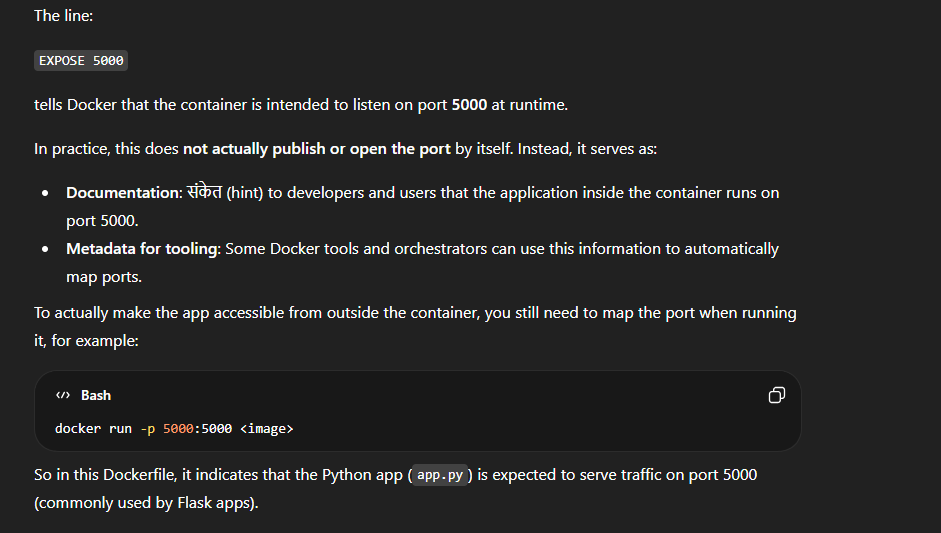 The line:
EXPOSE 5000
tells Docker that the container is intended to listen on port 5000 at runtime.
In practice, this does not actually publish or open the port by itself. Instead, it serves as:
• Documentation: संकेत (hint) to developers and users that the application inside the container runs on
port 5000.
• Metadata for tooling: Some Docker tools and orchestrators can use this information to automatically
map ports.
To actually make the app accessible from outside the container, you still need to map the port when running
it, for example:
</> Bash
docker run -p 5000:5000 <image>
So in this Dockerfile, it indicates that the Python app (app.py) is expected to serve traffic on port 5000
(commonly used by Flask apps).